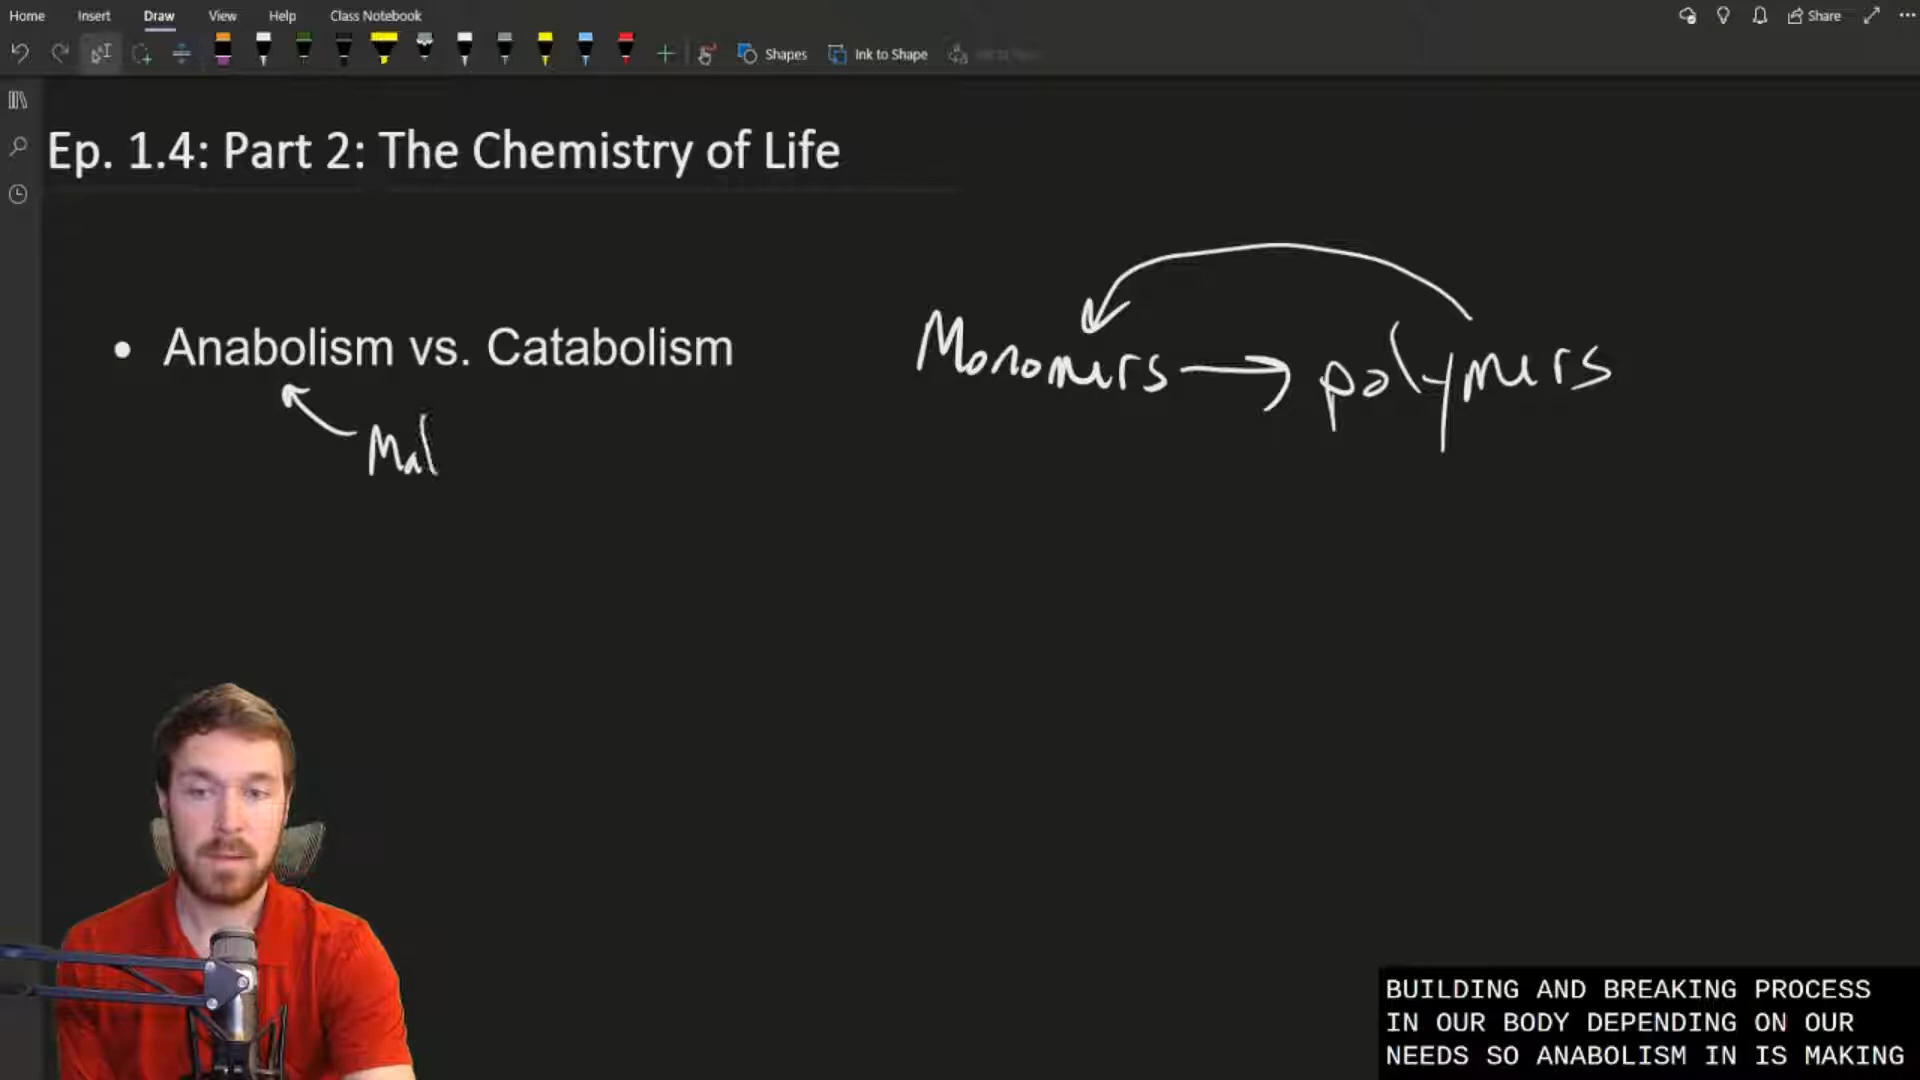 Home Insert Draw View Help Class Notebook Share
Shapes Ink to Shape
Ep. 1.4: Part 2: The Chemistry of Life
• Anabolism vs. Catabolism
Monomers → polymers
BUILDING AND BREAKING PROCESS
IN OUR BODY DEPENDING ON OUR
NEEDS SO ANABOLISM IN IS MAKING